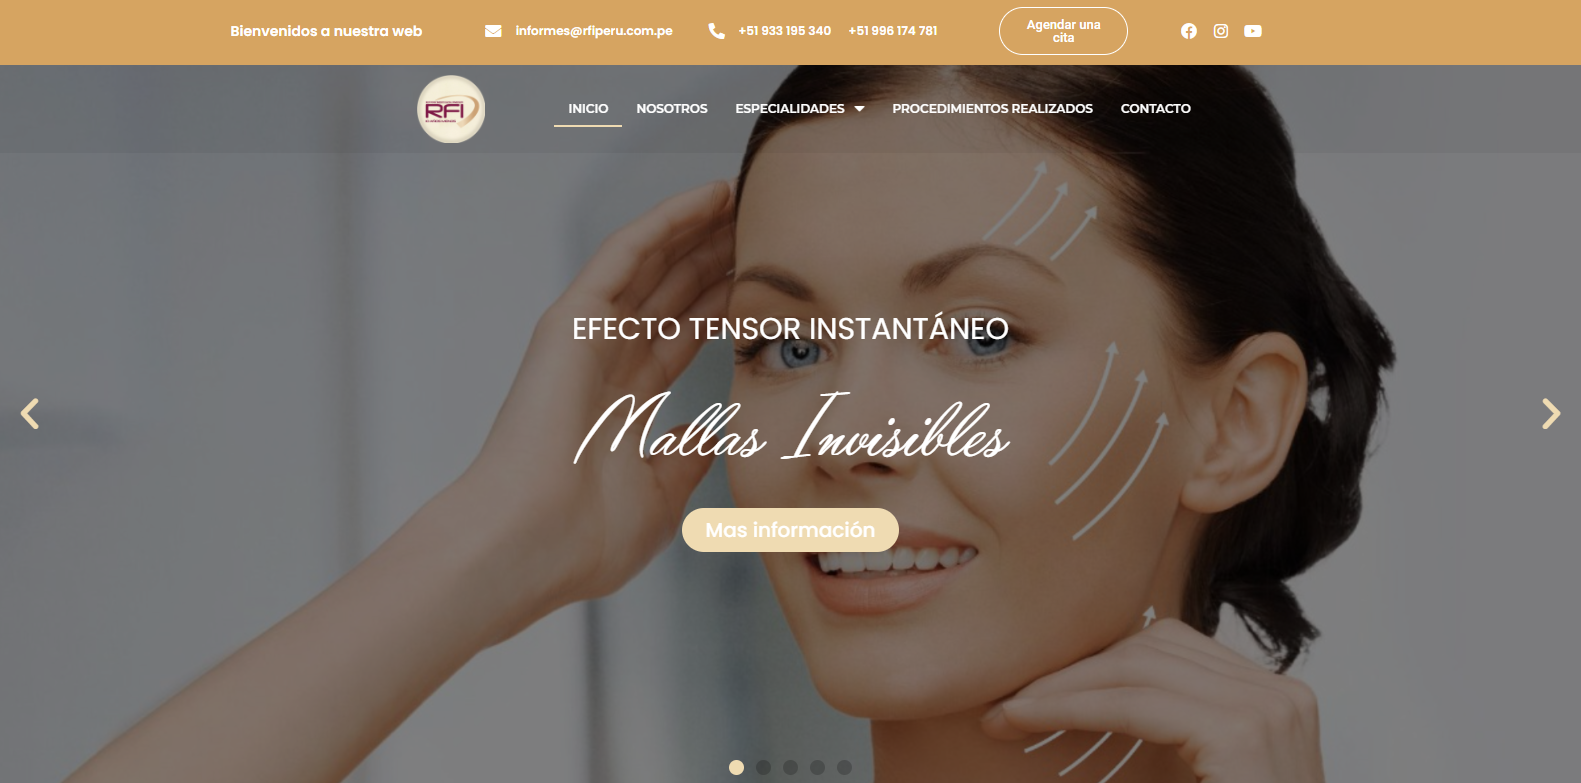 Bienvenidos a nuestra web
informes@rfiperu.com.pe
+51 933 195 340
+51 996 174 781
Agendar una
cita
RFI
INICIO
NOSOTROS
ESPECIALIDADES
PROCEDIMIENTOS REALIZADOS
CONTACTO
EFECTO TENSOR INSTANTÁNEO
Mallas Invisibles
Mas información